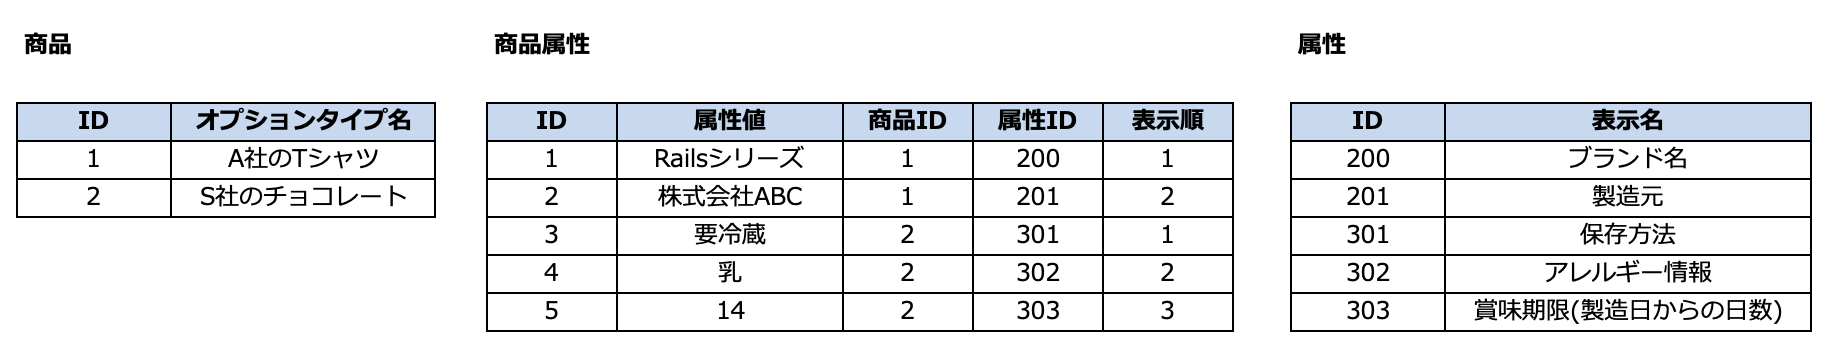 商品
ID オプションタイプ名
1 A社のTシャツ
2 S社のチョコレート
商品属性
ID 属性値 商品ID 属性ID 表示順
1 Railsシリーズ 1 200 1
2 株式会社ABC 1 201 2
3 要冷蔵 2 301 1
4 乳 2 302 2
5 14 2 303 3
属性
ID 表示名
200 ブランド名
201 製造元
301 保存方法
302 アレルギー情報
303 賞味期限(製造日からの日数)